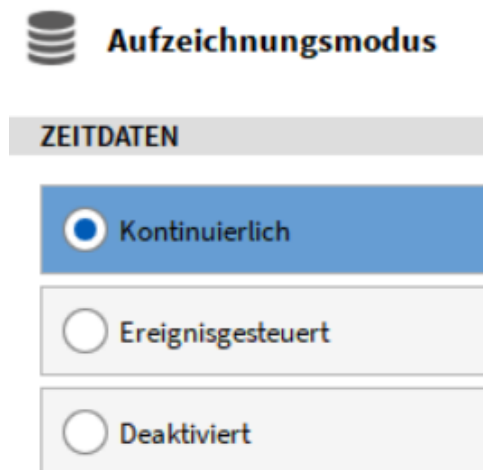 Aufzeichnungsmodus
ZEITDATEN
Kontinuierlich
Ereignisgesteuert
Deaktiviert